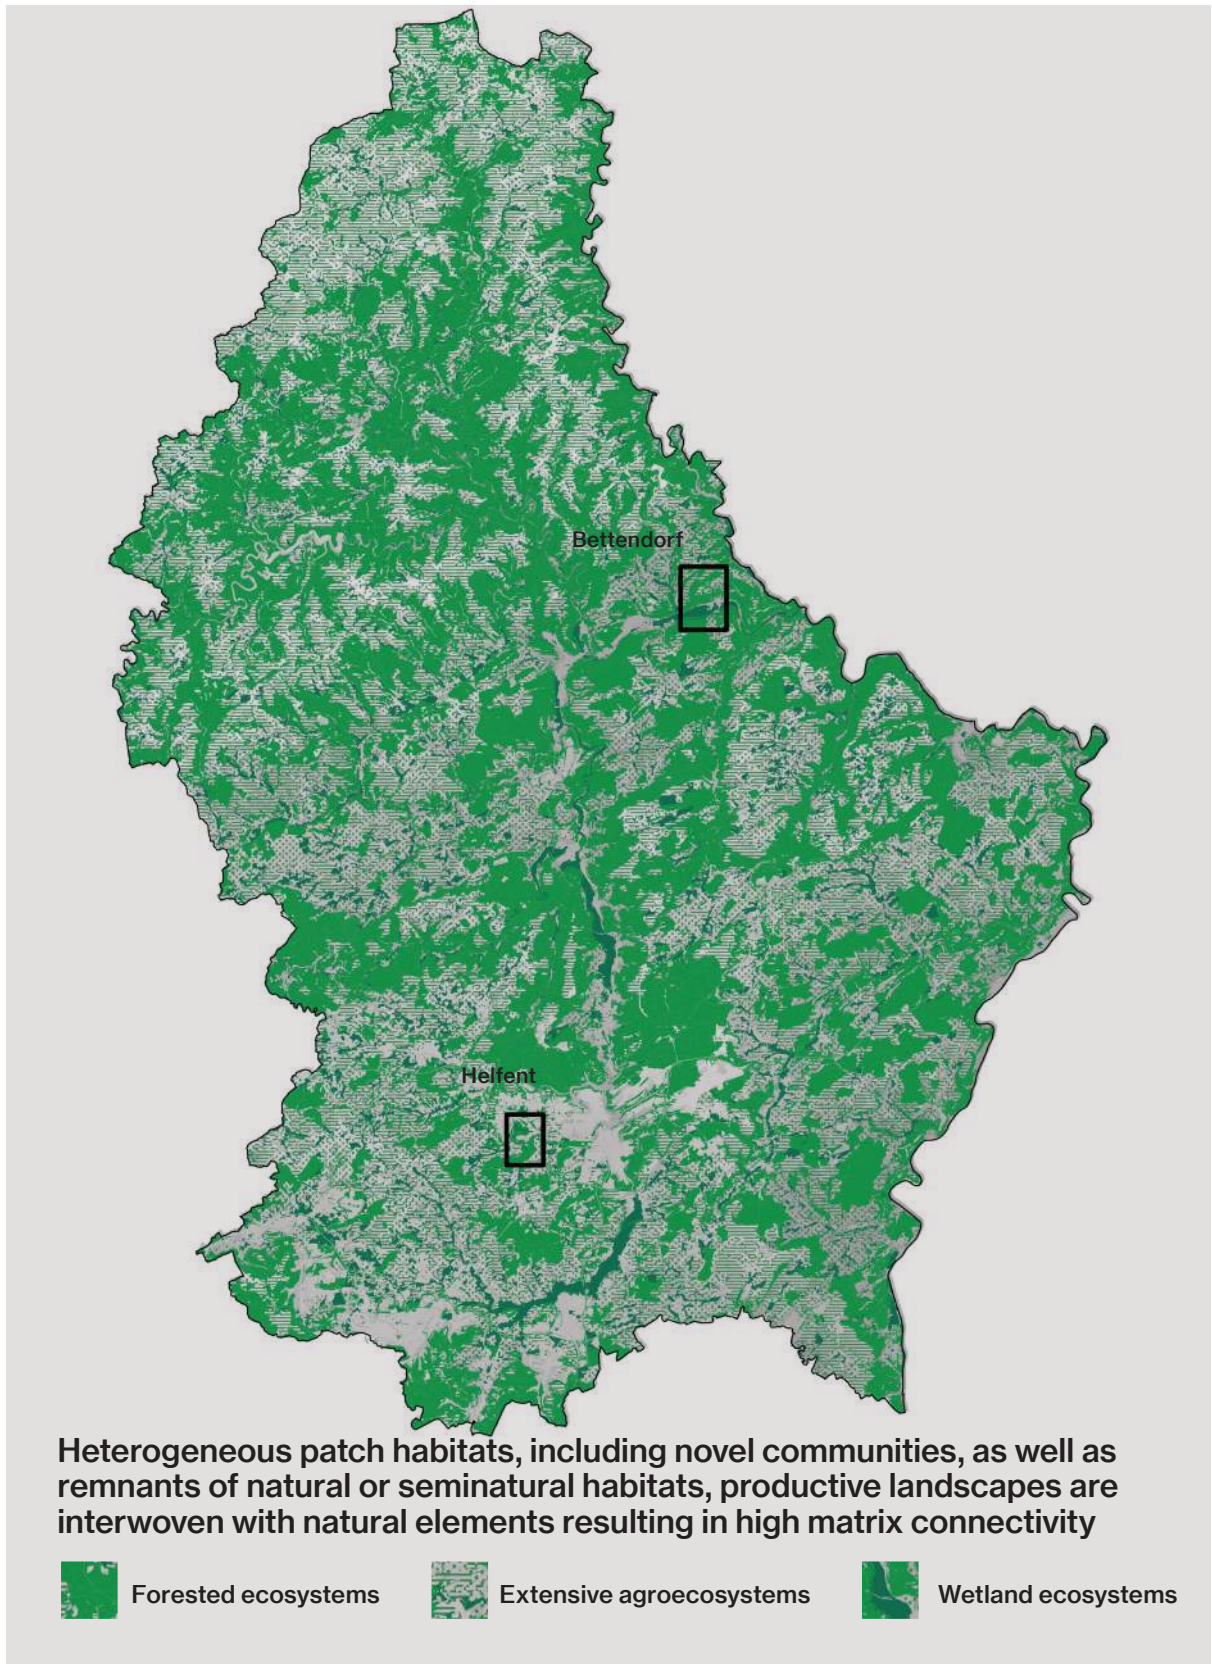 Bettendorf
Helfent
Heterogeneous patch habitats, including novel communities, as well as
remnants of natural or seminatural habitats, productive landscapes are
interwoven with natural elements resulting in high matrix connectivity
Forested ecosystems
Extensive agroecosystems
Wetland ecosystems